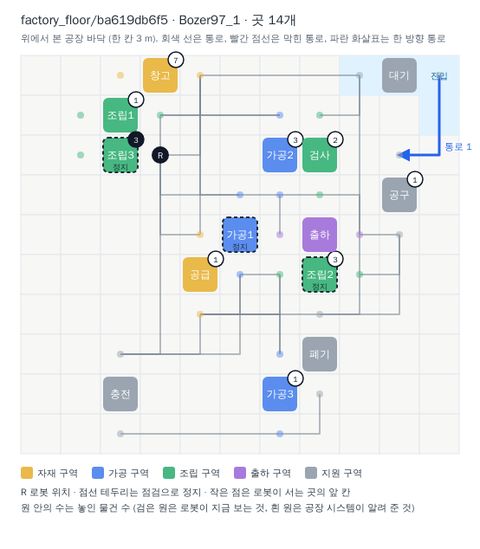 factory_floor/ba619db6f5 · Bozer97_1 · 곳 14개
위에서 본 공장 바닥 (한 칸 3 m). 회색 선은 통로, 빨간 점선은 막힌 통로, 파란 화살표는 한 방향 통로
창고 7
대기
전밈
조립1 1
조립3 3
정지
R
가공2 3
검사 2
통로 1
공구 1
가공1
정지
출하
공급 1
조립2 3
정지
폐기
충전
가공3 1
자재 구역 가공 구역 조립 구역 출하 구역 지원 구역
R 로봇 위치 · 점선 테두리는 점검으로 정지 · 작은 점은 로봇이 서는 곳의 앞 칸
원 안의 수는 놓인 물건 수 (검은 원은 로봇이 지금 보는 것, 흰 원은 공장 시스템이 알려 준 것)